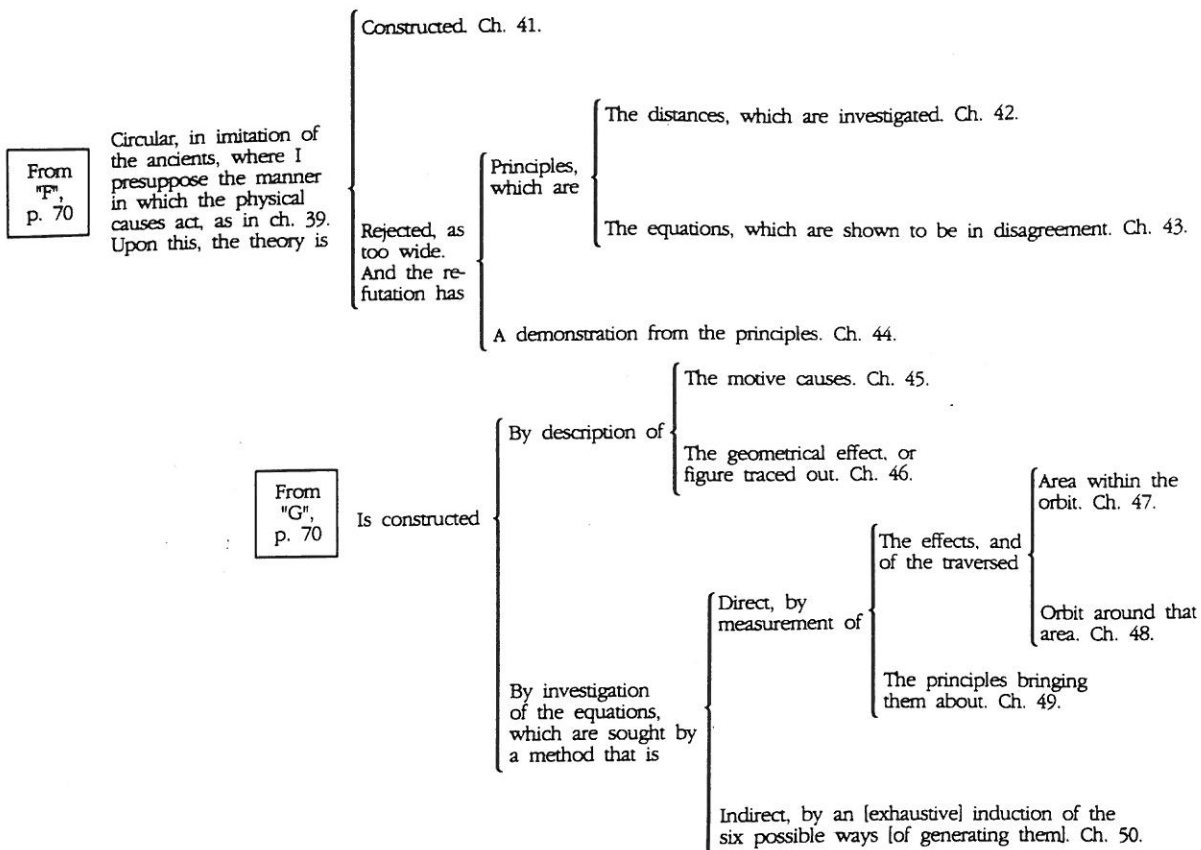 Constructed. Ch. 41.
From
"F",
p. 70
Circular, in imitation of
the ancients, where I
presuppose the manner
in which the physical
causes act, as in ch. 39.
Upon this, the theory is
Rejected, as
too wide.
And the re-
futation has
Principles,
which are
The distances, which are investigated. Ch. 42.
The equations, which are shown to be in disagreement. Ch. 43.
A demonstration from the principles. Ch. 44.
From
"G",
p. 70
Is constructed
By description of
The motive causes. Ch. 45.
The geometrical effect, or
figure traced out. Ch. 46.
By investigation
of the equations,
which are sought by
a method that is
Direct, by
measurement of
The effects, and
of the traversed
Area within the
orbit. Ch. 47.
Orbit around that
area. Ch. 48.
The principles bringing
them about. Ch. 49.
Indirect, by an [exhaustive] induction of the
six possible ways [of generating them]. Ch. 50.